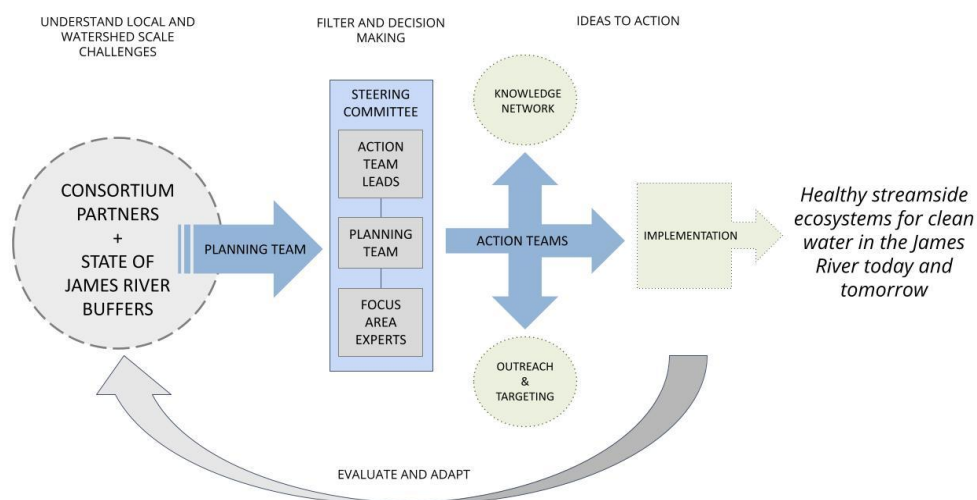 UNDERSTAND LOCAL AND
WATERSHED SCALE
CHALLENGES
FILTER AND DECISION
MAKING
IDEAS TO ACTION
CONSORTIUM
PARTNERS
+
STATE OF
JAMES RIVER
BUFFERS
PLANNING TEAM
STEERING
COMMITTEE
ACTION
TEAM
LEADS
PLANNING
TEAM
FOCUS
AREA
EXPERTS
KNOWLEDGE
NETWORK
ACTION TEAMS
OUTREACH
&
TARGETING
IMPLEMENTATION
Healthy streamside
ecosystems for clean
water in the James
River today and
tomorrow
EVALUATE AND ADAPT